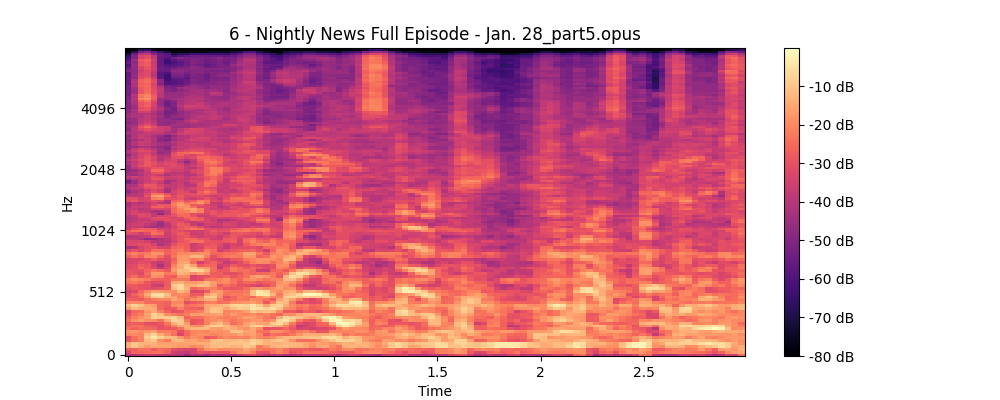 6 - Nightly News Full Episode - Jan. 28_part5.opus
Hz
4096
2048
1024
512
0
0
0.5
1
1.5
2
2.5
Time
-10 dB
-20 dB
-30 dB
-40 dB
-50 dB
-60 dB
-70 dB
-80 dB